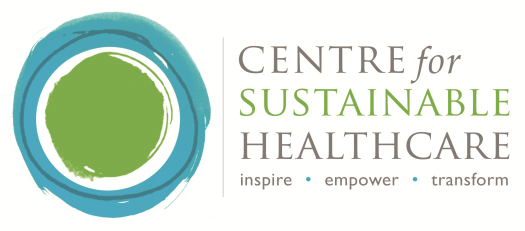 CENTRE for
SUSTAINABLE
HEALTHCARE
inspire • empower • transform